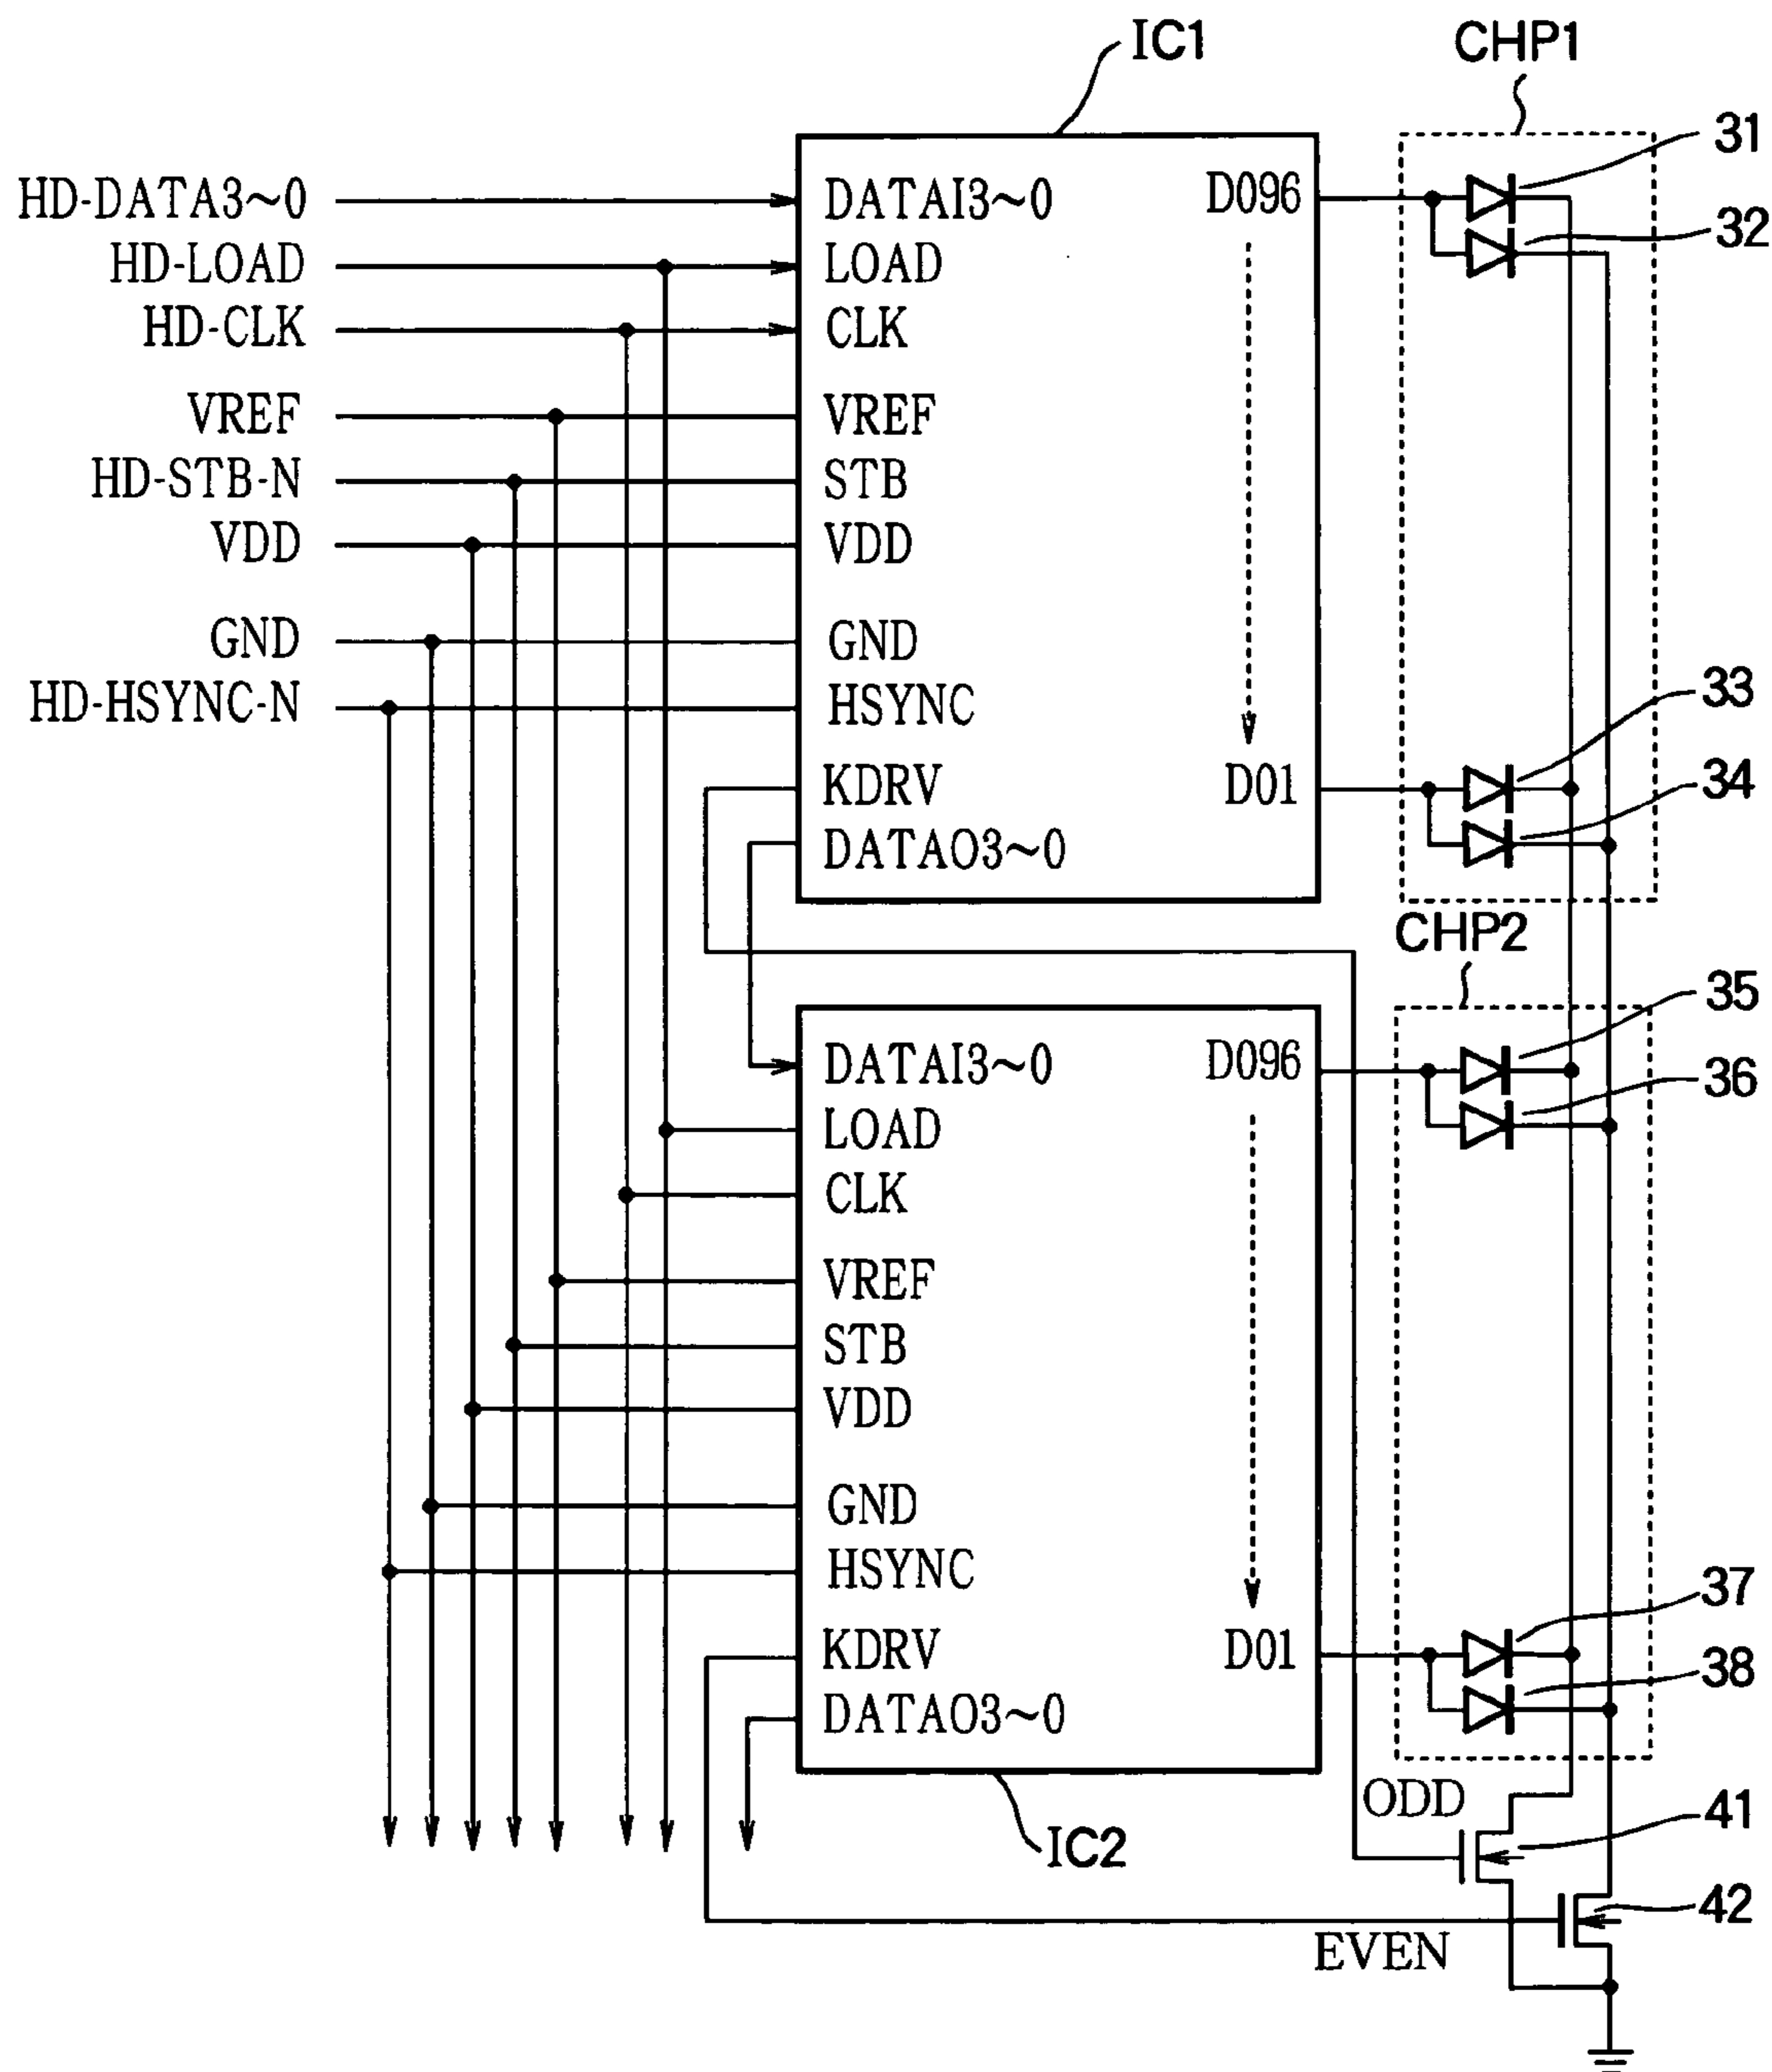 IC1
CHP1
31
32
HD-DATA3~0
HD-LOAD
HD-CLK
VREF
HD-STB-N
VDD
GND
HD-HSYNC-N
DATAI3~0
LOAD
CLK
VREF
STB
VDD
GND
HSYNC
KDRV
DATAO3~0
D096
D01
33
34
CHP2
35
36
DATAI3~0
LOAD
CLK
VREF
STB
VDD
GND
HSYNC
KDRV
DATAO3~0
D096
D01
37
38
IC2
ODD
41
42
EVEN